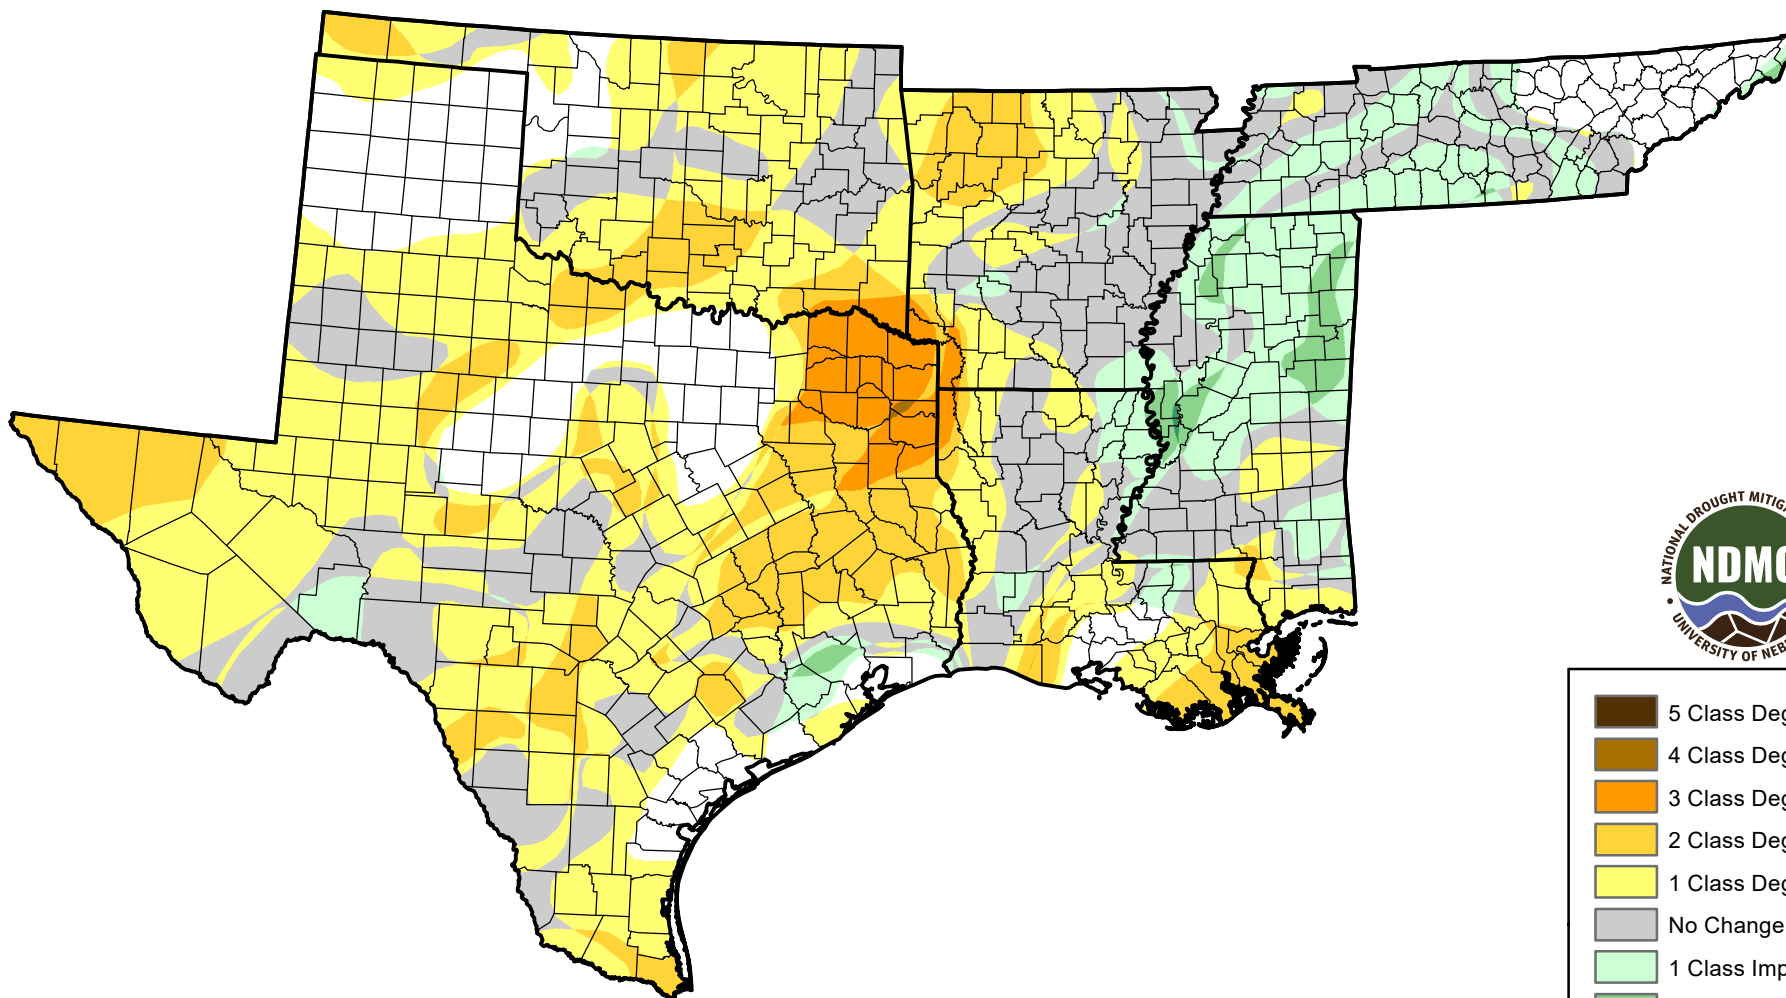 NATIONAL DROUGHT MITIGA
NDMC
UNIVERSITY OF NEB
5 Class Deg
4 Class Deg
3 Class Deg
2 Class Deg
1 Class Deg
No Change
1 Class Imp